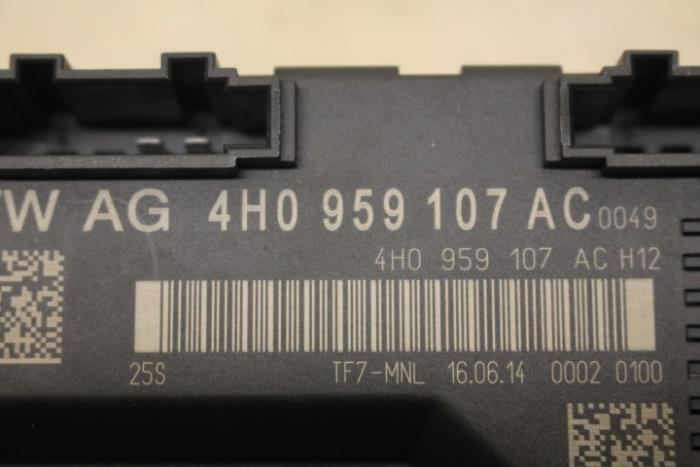 VW AG 4H0 959 107 AC 0049
4H0 959 107 AC H12
25S TF7-MNL 16.06.14 0002 0100